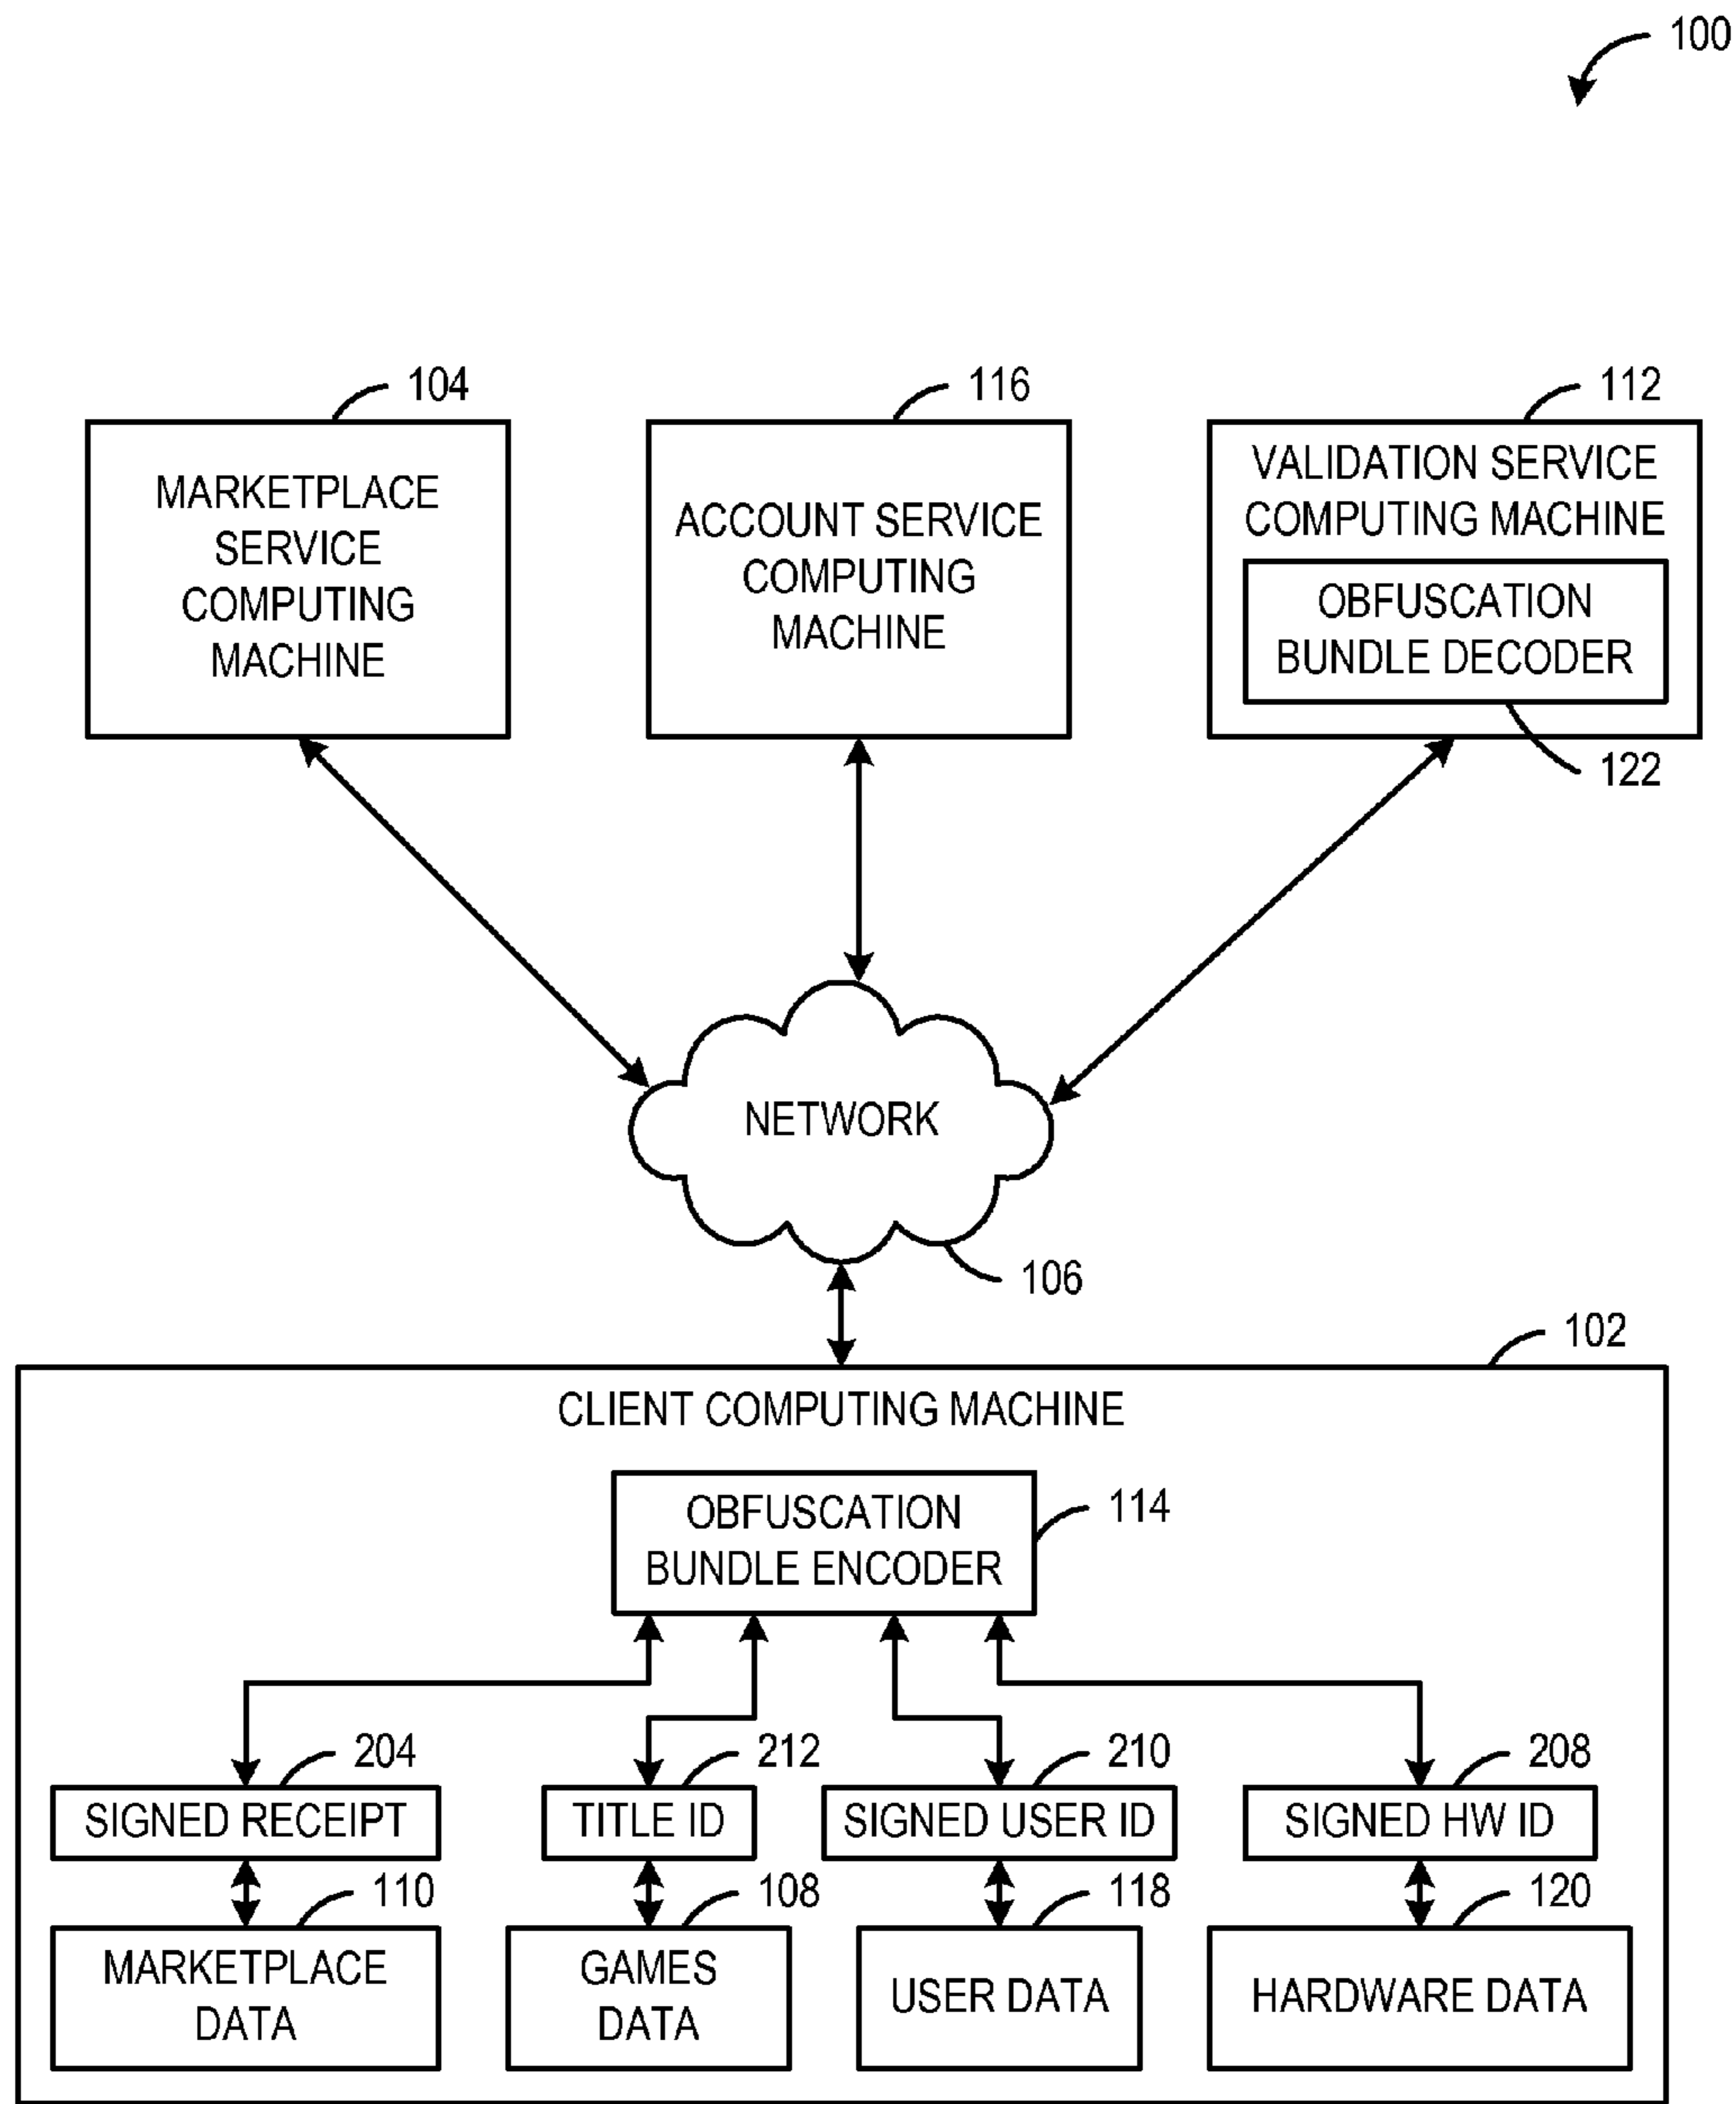 100
104
116
112
MARKETPLACE
SERVICE
COMPUTING
MACHINE
ACCOUNT SERVICE
COMPUTING
MACHINE
VALIDATION SERVICE
COMPUTING MACHINE
OBFUSCATION
BUNDLE DECODER
122
NETWORK
106
102
CLIENT COMPUTING MACHINE
OBFUSCATION
BUNDLE ENCODER
114
204
212
210
208
SIGNED RECEIPT
TITLE ID
SIGNED USER ID
SIGNED HW ID
110
108
118
120
MARKETPLACE
DATA
GAMES
DATA
USER DATA
HARDWARE DATA